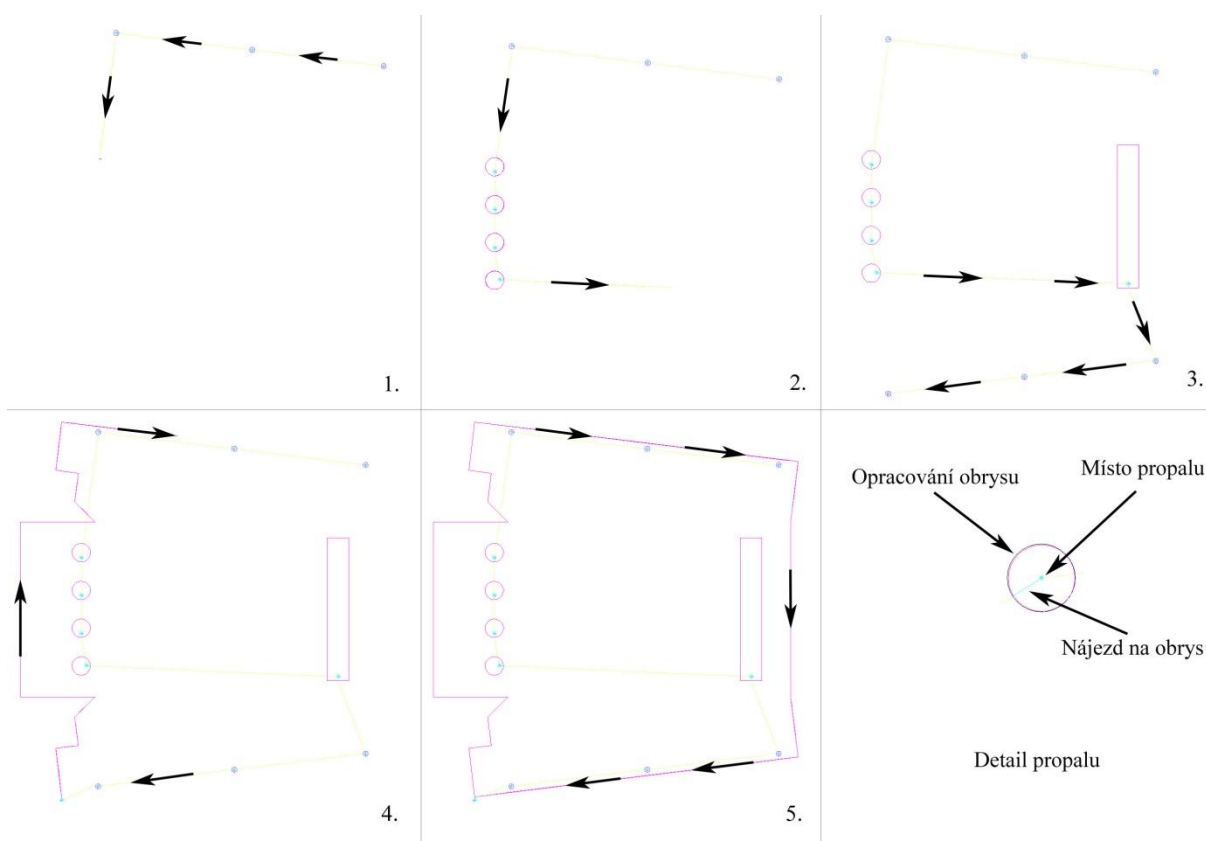 1.
2.
3.
4.
5.
Opracování obrysu
Místo propalu
Nájezd na obrys
Detail propalu